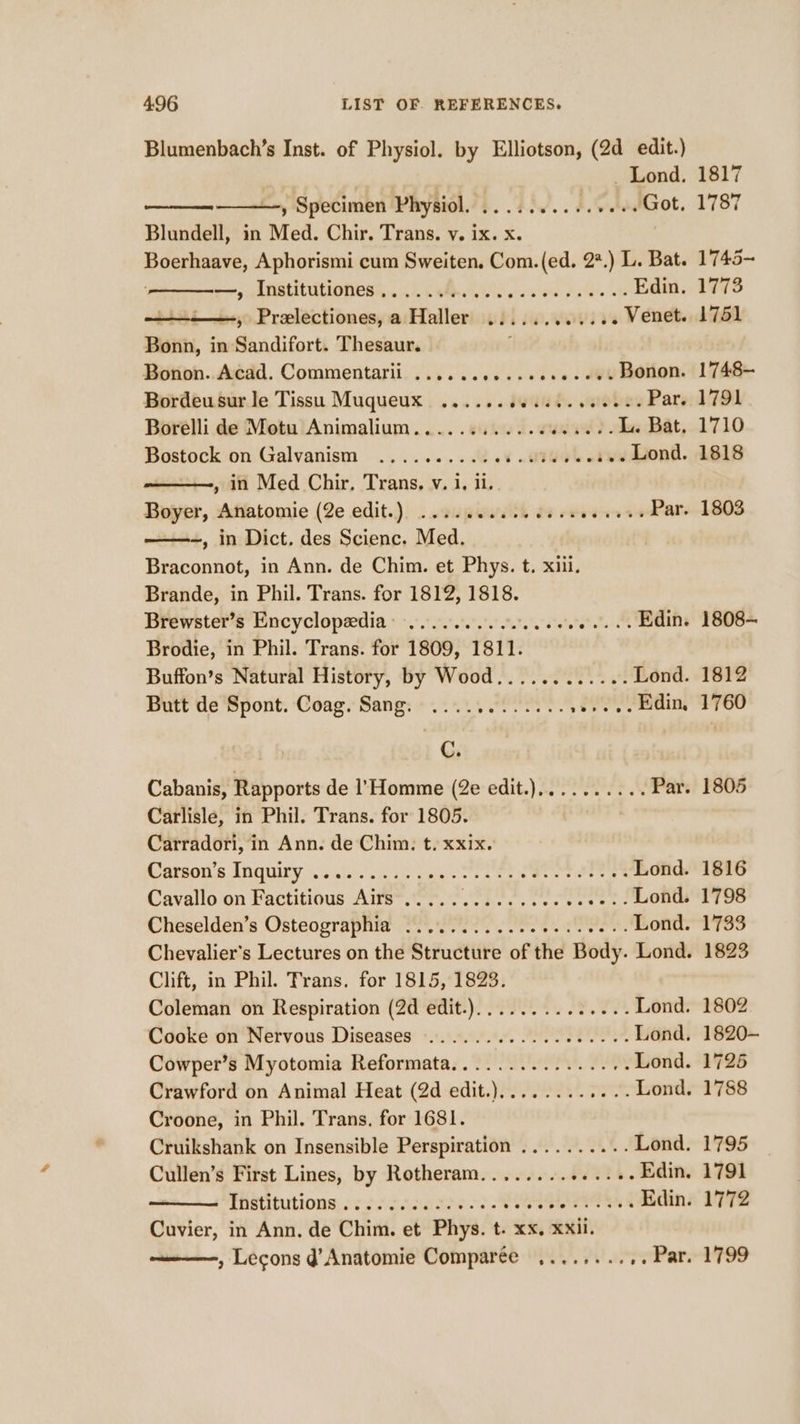 496 LIST OF REFERENCES.
Blumenbach's Inst. of Physiol. by Elliotson, (2d edit.)
Lond. 1817
————, Specimen Physiol. .................Got. 1787
Blundell, in Med. Chir. Trans. v. ix. x.
Boerhaave, Aphorismi cum Sweiten. Com.(ed. 2ª.) L. Bat. 1745–
————, Institutiones ........................ Edin. 1773
————, Prælectiones, a Haller .............. Venet. 1751
Bonn, in Sandifort. Thesaur.
Bonon. Acad. Commentarii .................... Bonon. 1748–
Bordeu sur le Tissu Muqueux .................... Par. 1791
Borelli de Motu Animalium....................L. Bat. 1710
Bostock on Galvanism ........................ Lond. 1818
————, in Med Chir. Trans. v. i. ii.
Boyer, Anatomie (2e edit.) ........................ Par. 1803
————, in Dict. des Scienc. Med.
Braconnot, in Ann. de Chim. et Phys. t. xiii.
Brande, in Phil. Trans. for 1812, 1818.
Brewster's Encyclopædia ........................ Edin. 1808–
Brodie, in Phil. Trans. for 1809, 1811.
Buffon's Natural History, by Wood............ Lond. 1812
Butt de Spont. Coag. Sang. .................... Edin. 1760
C.
Cabanis, Rapports de l'Homme (2e edit.).......... Par. 1805
Carlisle, in Phil. Trans. for 1805.
Carradori, in Ann. de Chim. t. xxix.
Carson's Inquiry ............................ Lond. 1816
Cavallo on Factitious Airs .................... Lond. 1798
Cheselden's Osteographia .................... Lond. 1733
Chevalier's Lectures on the Structure of the Body. Lond. 1823
Clift, in Phil. Trans. for 1815, 1823.
Coleman on Respiration (2d edit.).............. Lond. 1802
Cooke on Nervous Diseases .................... Lond. 1820–
Cowper's Myotomia Reformata................ Lond. 1725
Crawford on Animal Heat (2d edit.)............ Lond. 1788
Croone, in Phil. Trans. for 1681.
Cruikshank on Insensible Perspiration .......... Lond. 1795
Cullen's First Lines, by Rotheram.............. Edin. 1791
———— Institutions ........................ Edin. 1772
Cuvier, in Ann. de Chim. et Phys. t. xx. xxii.
————, Leçons d'Anatomie Comparée .......... Par. 1799